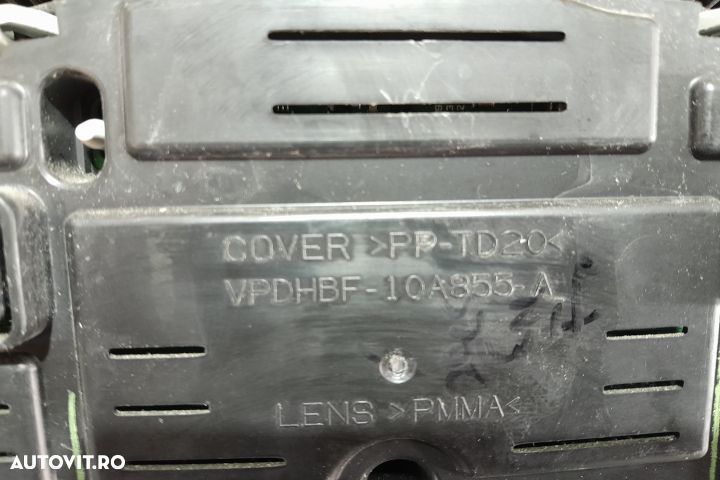 COVER >PP-TD20<
VPDHBF-10A855-A
LENS >PMMA<
AUTOVIT.RO